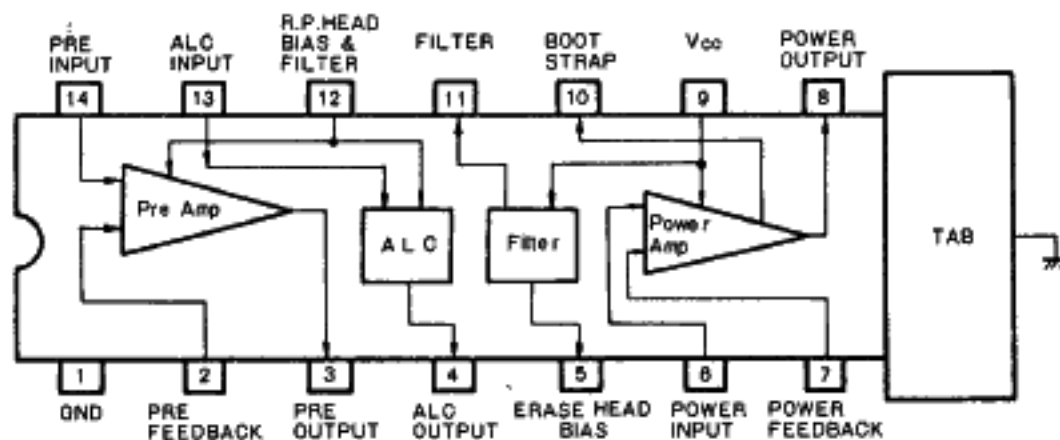 PRE
INPUT
ALC
INPUT
R.P.HEAD
BIAS &
FILTER
FILTER
BOOT
STRAP
Vcc
POWER
OUTPUT
14
13
12
11
10
9
8
Pre Amp
ALC
Filter
Power
Amp
TAB
1
2
3
4
5
6
7
GND
PRE
FEEDBACK
PRE
OUTPUT
ALC
OUTPUT
ERASE HEAD
BIAS
POWER
INPUT
POWER
FEEDBACK